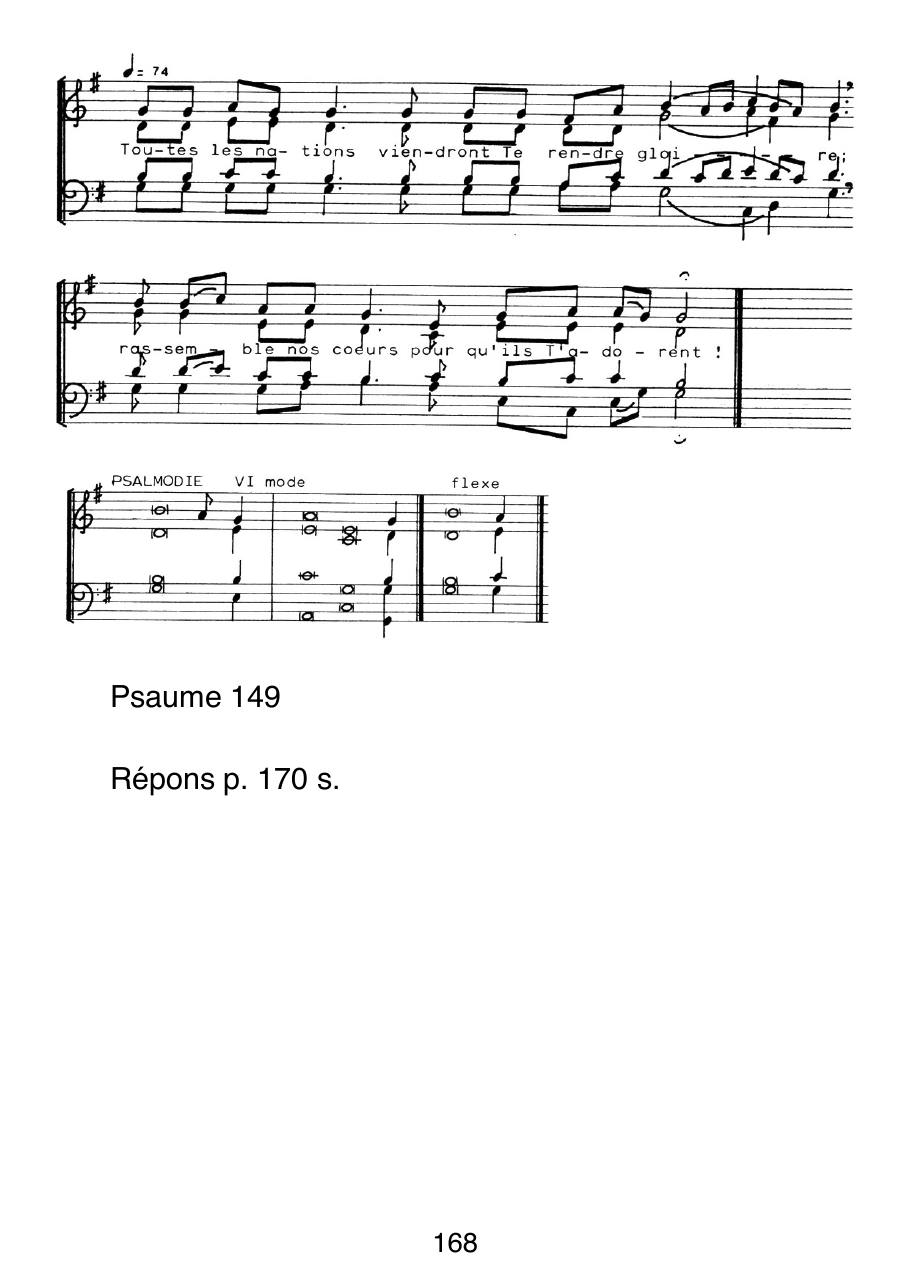 ♩= 74
Tou-tes les na- tions vien-dront Te ren-dre gloi - - - - re;
ras-sem - ble nos coeurs pour qu'ils T'a- do - rent !
PSALMODIE VI mode flexe
Psaume 149
Répons p. 170 s.
168